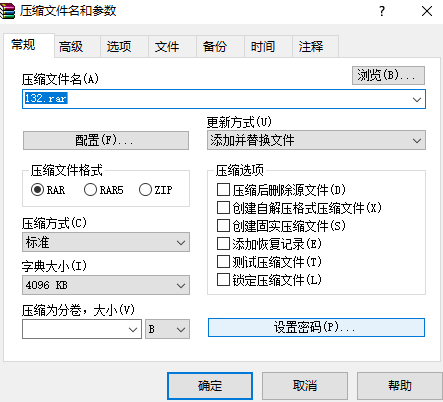 压缩文件名和参数
?
常规 高级 选项 文件 备份 时间 注释
压缩文件名(A)
浏览(B)...
132.rar
更新方式(U)
配置(F)...
添加并替换文件
压缩文件格式
RAR RAR5 ZIP
压缩选项
压缩后删除源文件(D)
创建自解压格式压缩文件(X)
创建固实压缩文件(S)
添加恢复记录(E)
测试压缩文件(T)
锁定压缩文件(L)
压缩方式(C)
标准
字典大小(I)
4096 KB
压缩为分卷，大小(V)
B
设置密码(P)...
确定 取消 帮助